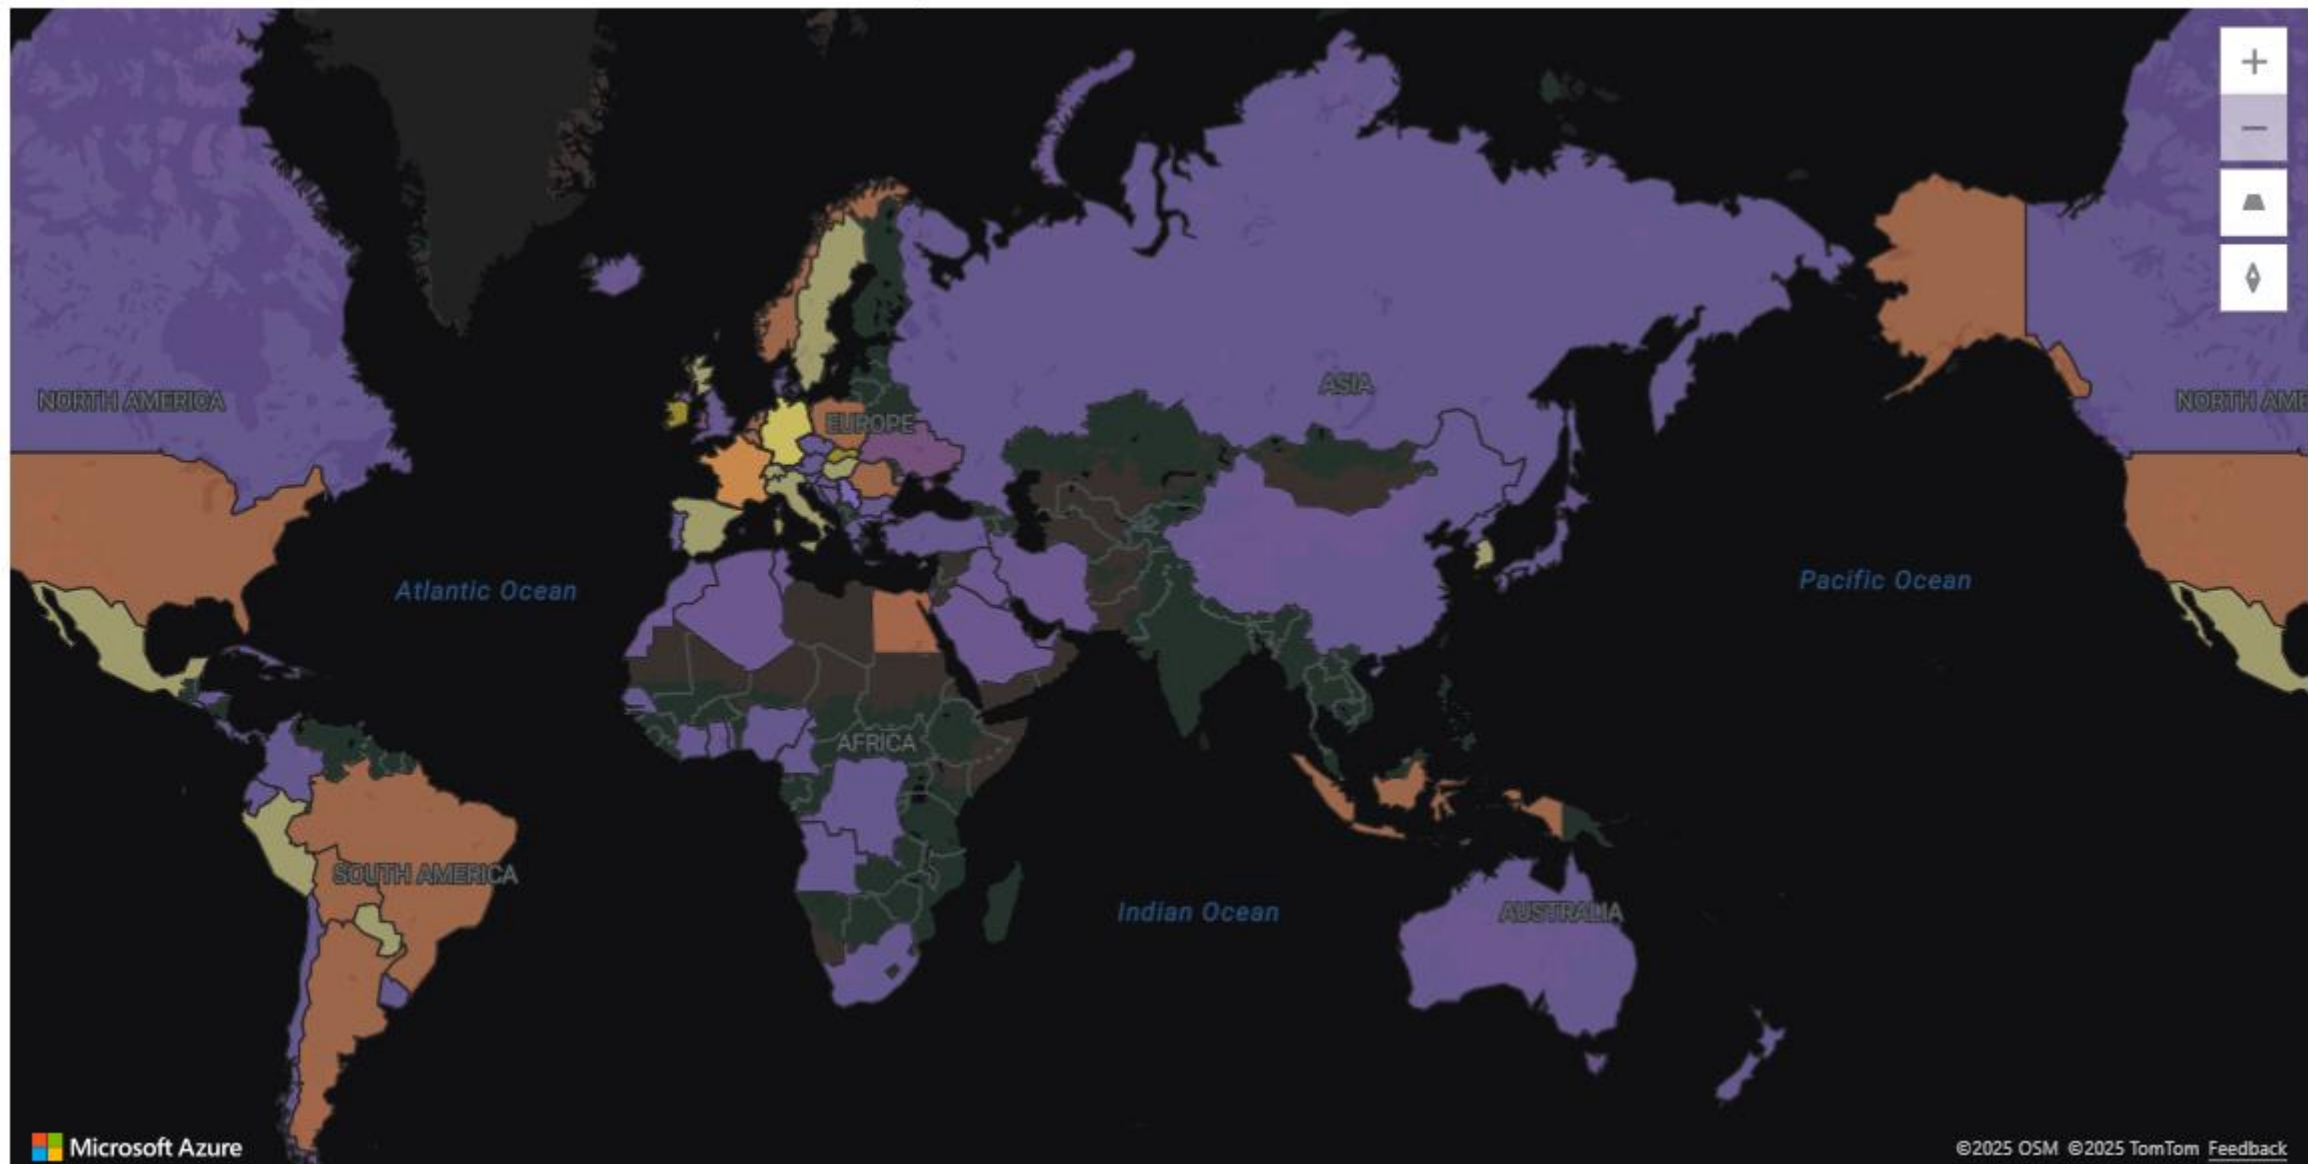 NORTH AMERICA
ASIA
NORTH AME
EUROPE
Atlantic Ocean
Pacific Ocean
AFRICA
SOUTH AMERICA
Indian Ocean
AUSTRALIA
Microsoft Azure
©2025 OSM ©2025 TomTom Feedback